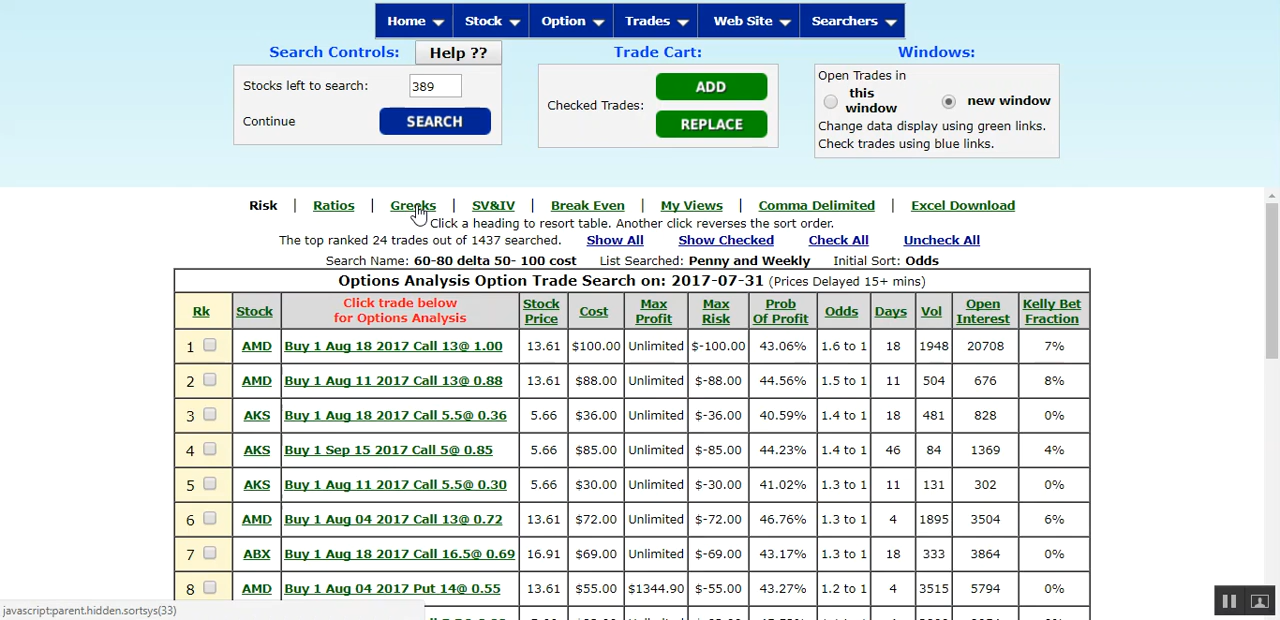 Home Stock Option Trades Web Site Searchers
Search Controls: Help ?? Trade Cart: Windows:
Stocks left to search: 389
Continue SEARCH
Checked Trades: ADD
REPLACE
Open Trades in
this window new window
Change data display using green links.
Check trades using blue links.
Risk | Ratios | Greeks | SV&IV | Break Even | My Views | Comma Delimited | Excel Download
Click a heading to resort table. Another click reverses the sort order.
The top ranked 24 trades out of 1437 searched. Show All Show Checked Check All Uncheck All
Search Name: 60-80 delta 50- 100 cost List Searched: Penny and Weekly Initial Sort: Odds
Options Analysis Option Trade Search on: 2017-07-31 (Prices Delayed 15+ mins)
Rk Stock Click trade below for Options Analysis Stock Price Cost Max Profit Max Risk Prob Of Profit Odds Days Vol Open Interest Kelly Bet Fraction
1 AMD Buy 1 Aug 18 2017 Call 13@ 1.00 13.61 $100.00 Unlimited $-100.00 43.06% 1.6 to 1 18 1948 20708 7%
2 AMD Buy 1 Aug 11 2017 Call 13@ 0.88 13.61 $88.00 Unlimited $-88.00 44.56% 1.5 to 1 11 504 676 8%
3 AKS Buy 1 Aug 18 2017 Call 5.5@ 0.36 5.66 $36.00 Unlimited $-36.00 40.59% 1.4 to 1 18 481 828 0%
4 AKS Buy 1 Sep 15 2017 Call 5@ 0.85 5.66 $85.00 Unlimited $-85.00 44.23% 1.4 to 1 46 84 1369 4%
5 AKS Buy 1 Aug 11 2017 Call 5.5@ 0.30 5.66 $30.00 Unlimited $-30.00 41.02% 1.3 to 1 11 131 302 0%
6 AMD Buy 1 Aug 04 2017 Call 13@ 0.72 13.61 $72.00 Unlimited $-72.00 46.76% 1.3 to 1 4 1895 3504 6%
7 ABX Buy 1 Aug 18 2017 Call 16.5@ 0.69 16.91 $69.00 Unlimited $-69.00 43.17% 1.3 to 1 18 333 3864 0%
8 AMD Buy 1 Aug 04 2017 Put 14@ 0.55 13.61 $55.00 $1344.90 $-55.00 43.27% 1.2 to 1 4 3515 5794 0%
javascript:parent.hidden.sortsys(33)